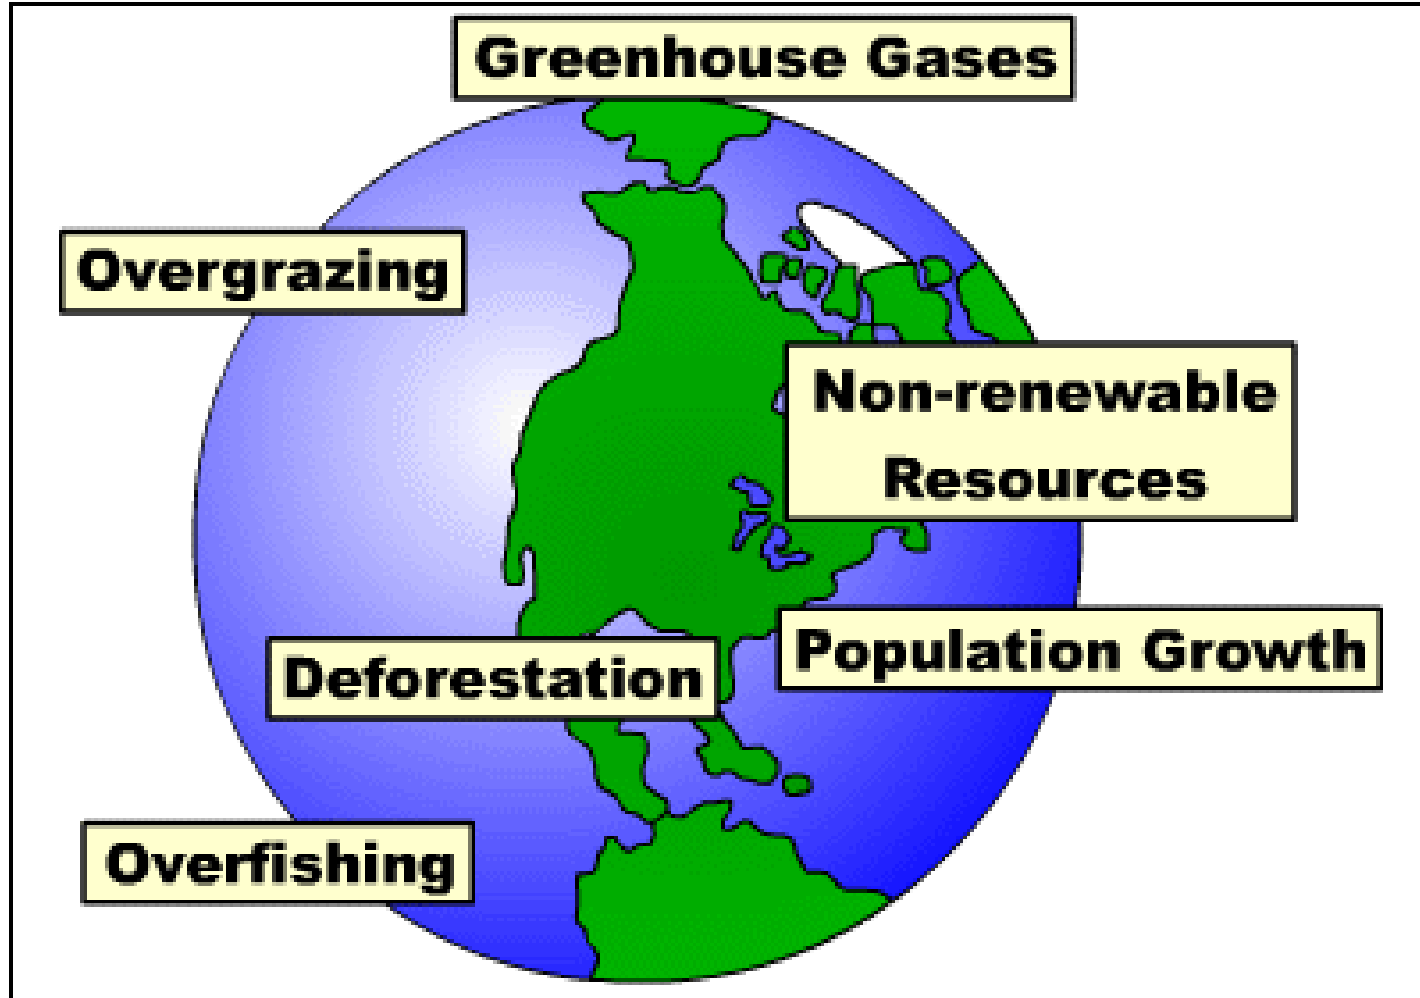 Greenhouse Gases
Overgrazing
Non-renewable
Resources
Population Growth
Deforestation
Overfishing